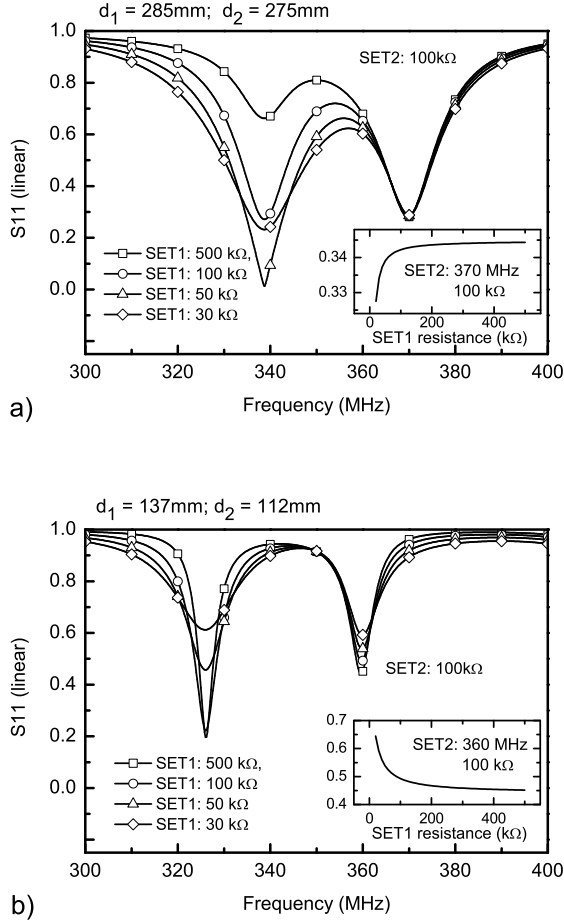 d1 = 285mm; d2 = 275mm
1.0
0.8
0.6
0.4
0.2
0.0
S11 (linear)
SET2: 100kΩ
SET1: 500 kΩ,
SET1: 100 kΩ
SET1: 50 kΩ
SET1: 30 kΩ
0.34
0.33
SET2: 370 MHz
100 kΩ
0 200 400
SET1 resistance (kΩ)
300 320 340 360 380 400
Frequency (MHz)
a)
d1 = 137mm; d2 = 112mm
1.0
0.8
0.6
0.4
0.2
0.0
S11 (linear)
SET2: 100kΩ
SET1: 500 kΩ,
SET1: 100 kΩ
SET1: 50 kΩ
SET1: 30 kΩ
0.7
0.6
0.5
0.4
SET2: 360 MHz
100 kΩ
0 200 400
SET1 resistance (kΩ)
300 320 340 360 380 400
Frequency (MHz)
b)